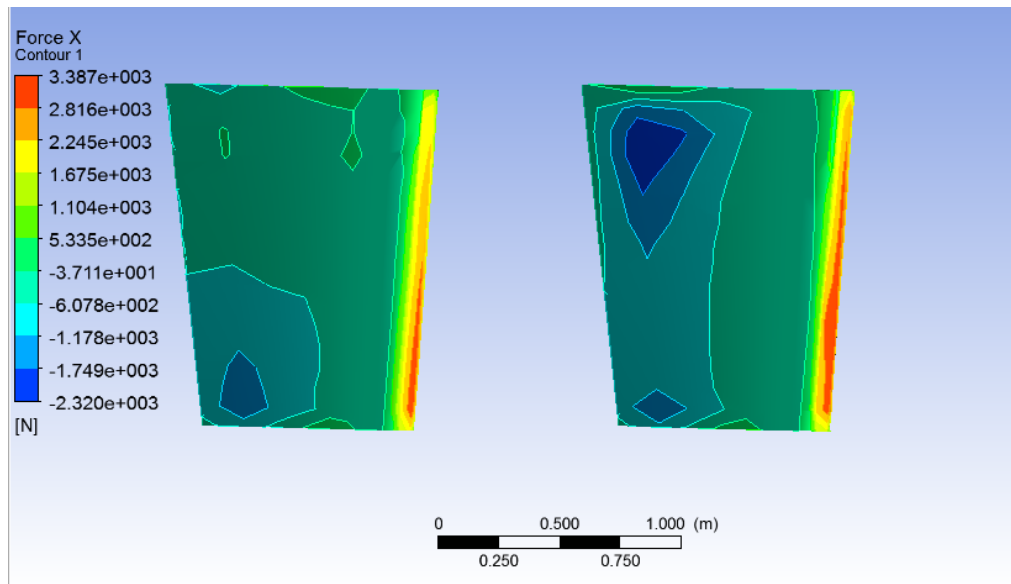 Force X
Contour 1
3.387e+003
2.816e+003
2.245e+003
1.675e+003
1.104e+003
5.335e+002
-3.711e+001
-6.078e+002
-1.178e+003
-1.749e+003
-2.320e+003
[N]
0 0.500 1.000 (m)
0.250 0.750